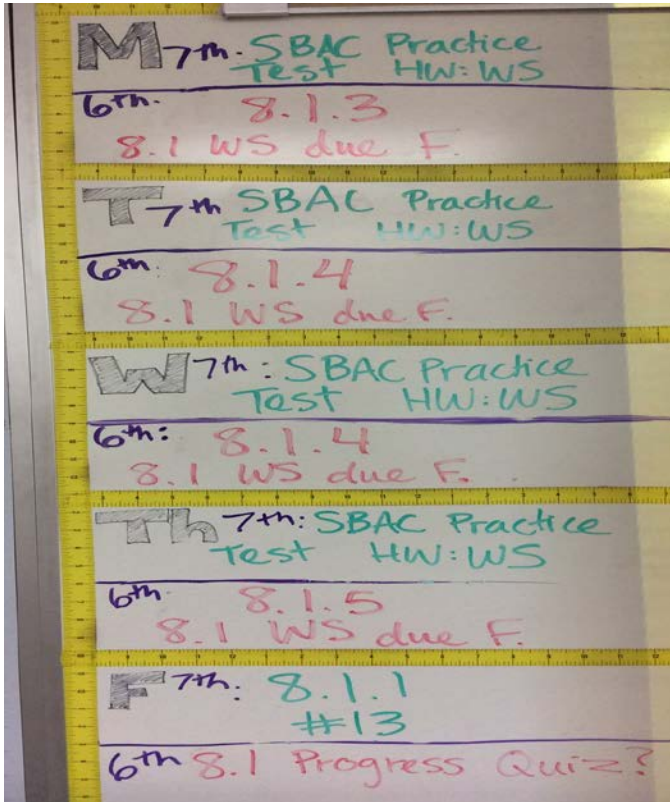 M 7th. SBAC Practice
Test HW: WS
6th. 8.1.3
8.1 WS due F.
T 7th SBAC Practice
Test HW: WS
6th: 8.1.4
8.1 WS due F.
W 7th: SBAC Practice
Test HW: WS
6th: 8.1.4
8.1 WS due F.
Th 7th: SBAC Practice
Test HW: WS
6th. 8.1.5
8.1 WS due F.
F 7th: 8.1.1
#13
6th 8.1 Progress Quiz?